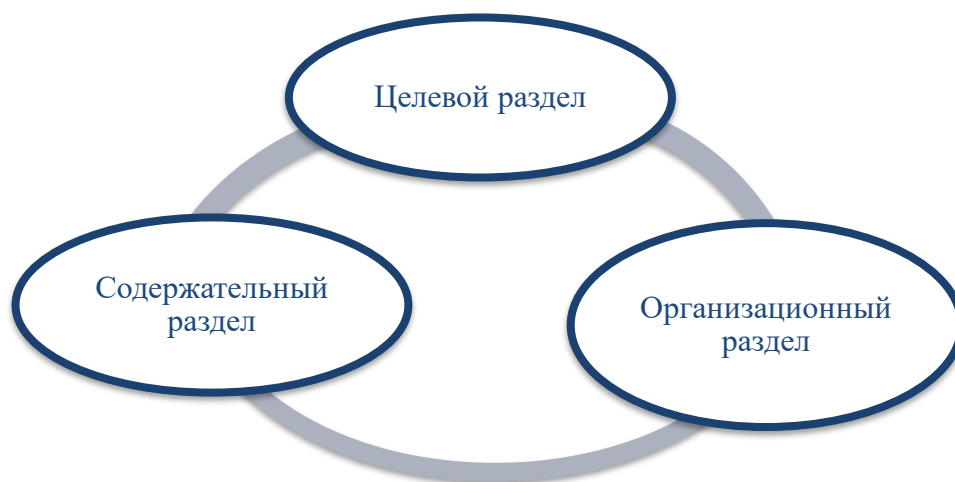 Целевой раздел
Содержательный
раздел
Организационный
раздел